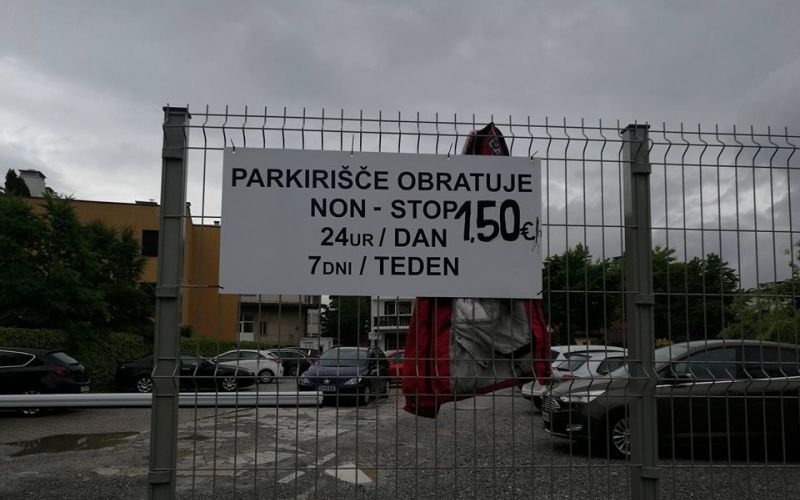 PARKIRIŠČE OBRATUJE
NON - STOP 1,50€/h
24UR / DAN
7DNI / TEDEN